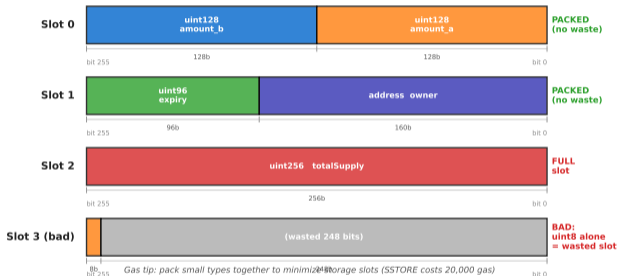 Slot 0
uint128
amount_b
uint128
amount_a
PACKED
(no waste)
128b
128b
bit 255
bit 0
Slot 1
uint96
expiry
address owner
PACKED
(no waste)
96b
160b
bit 255
bit 0
Slot 2
uint256 totalSupply
FULL
slot
256b
bit 255
bit 0
Slot 3 (bad)
(wasted 248 bits)
BAD:
uint8 alone
= wasted slot
8b
248b
bit 255
bit 0
Gas tip: pack small types together to minimize storage slots (SSTORE costs 20,000 gas)